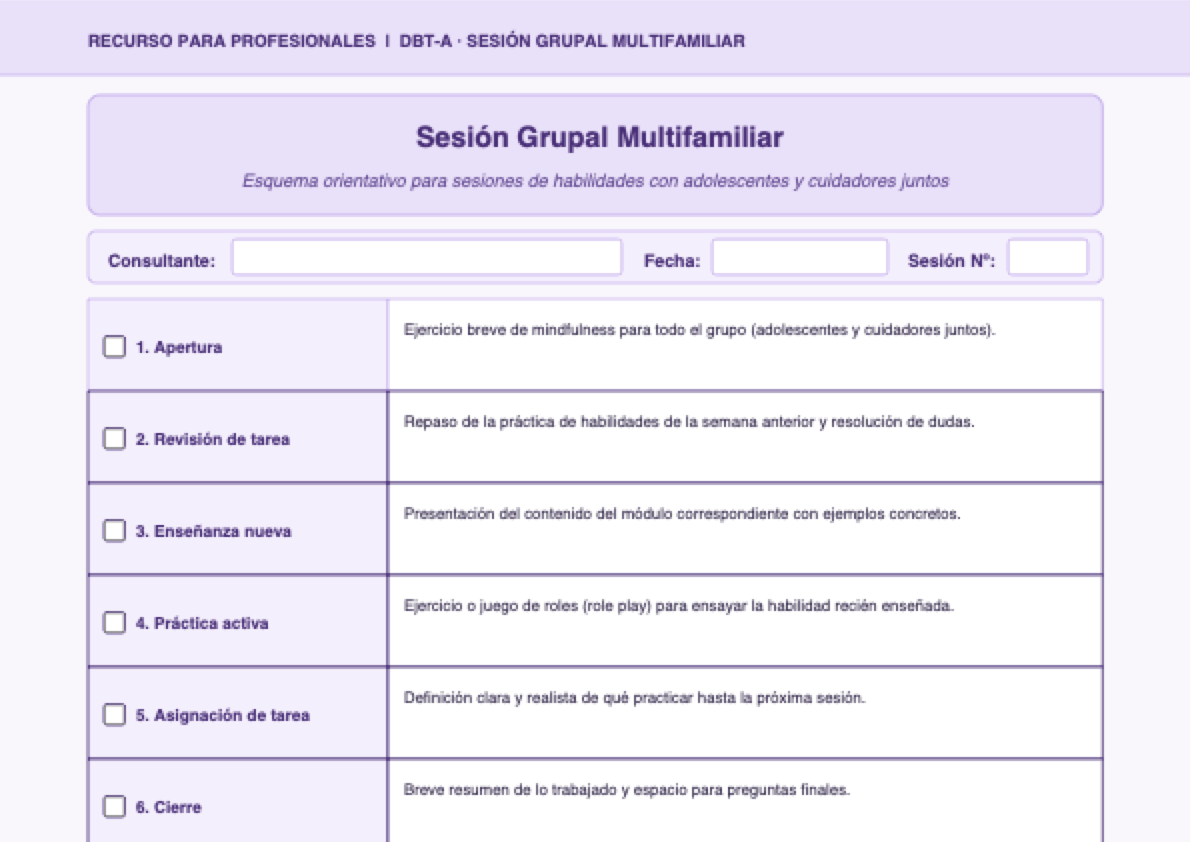 RECURSO PARA PROFESIONALES | DBT-A · SESIÓN GRUPAL MULTIFAMILIAR
Sesión Grupal Multifamiliar
Esquema orientativo para sesiones de habilidades con adolescentes y cuidadores juntos
Consultante: Fecha: Sesión N°:
1. Apertura
Ejercicio breve de mindfulness para todo el grupo (adolescentes y cuidadores juntos).
2. Revisión de tarea
Repaso de la práctica de habilidades de la semana anterior y resolución de dudas.
3. Enseñanza nueva
Presentación del contenido del módulo correspondiente con ejemplos concretos.
4. Práctica activa
Ejercicio o juego de roles (role play) para ensayar la habilidad recién enseñada.
5. Asignación de tarea
Definición clara y realista de qué practicar hasta la próxima sesión.
6. Cierre
Breve resumen de lo trabajado y espacio para preguntas finales.